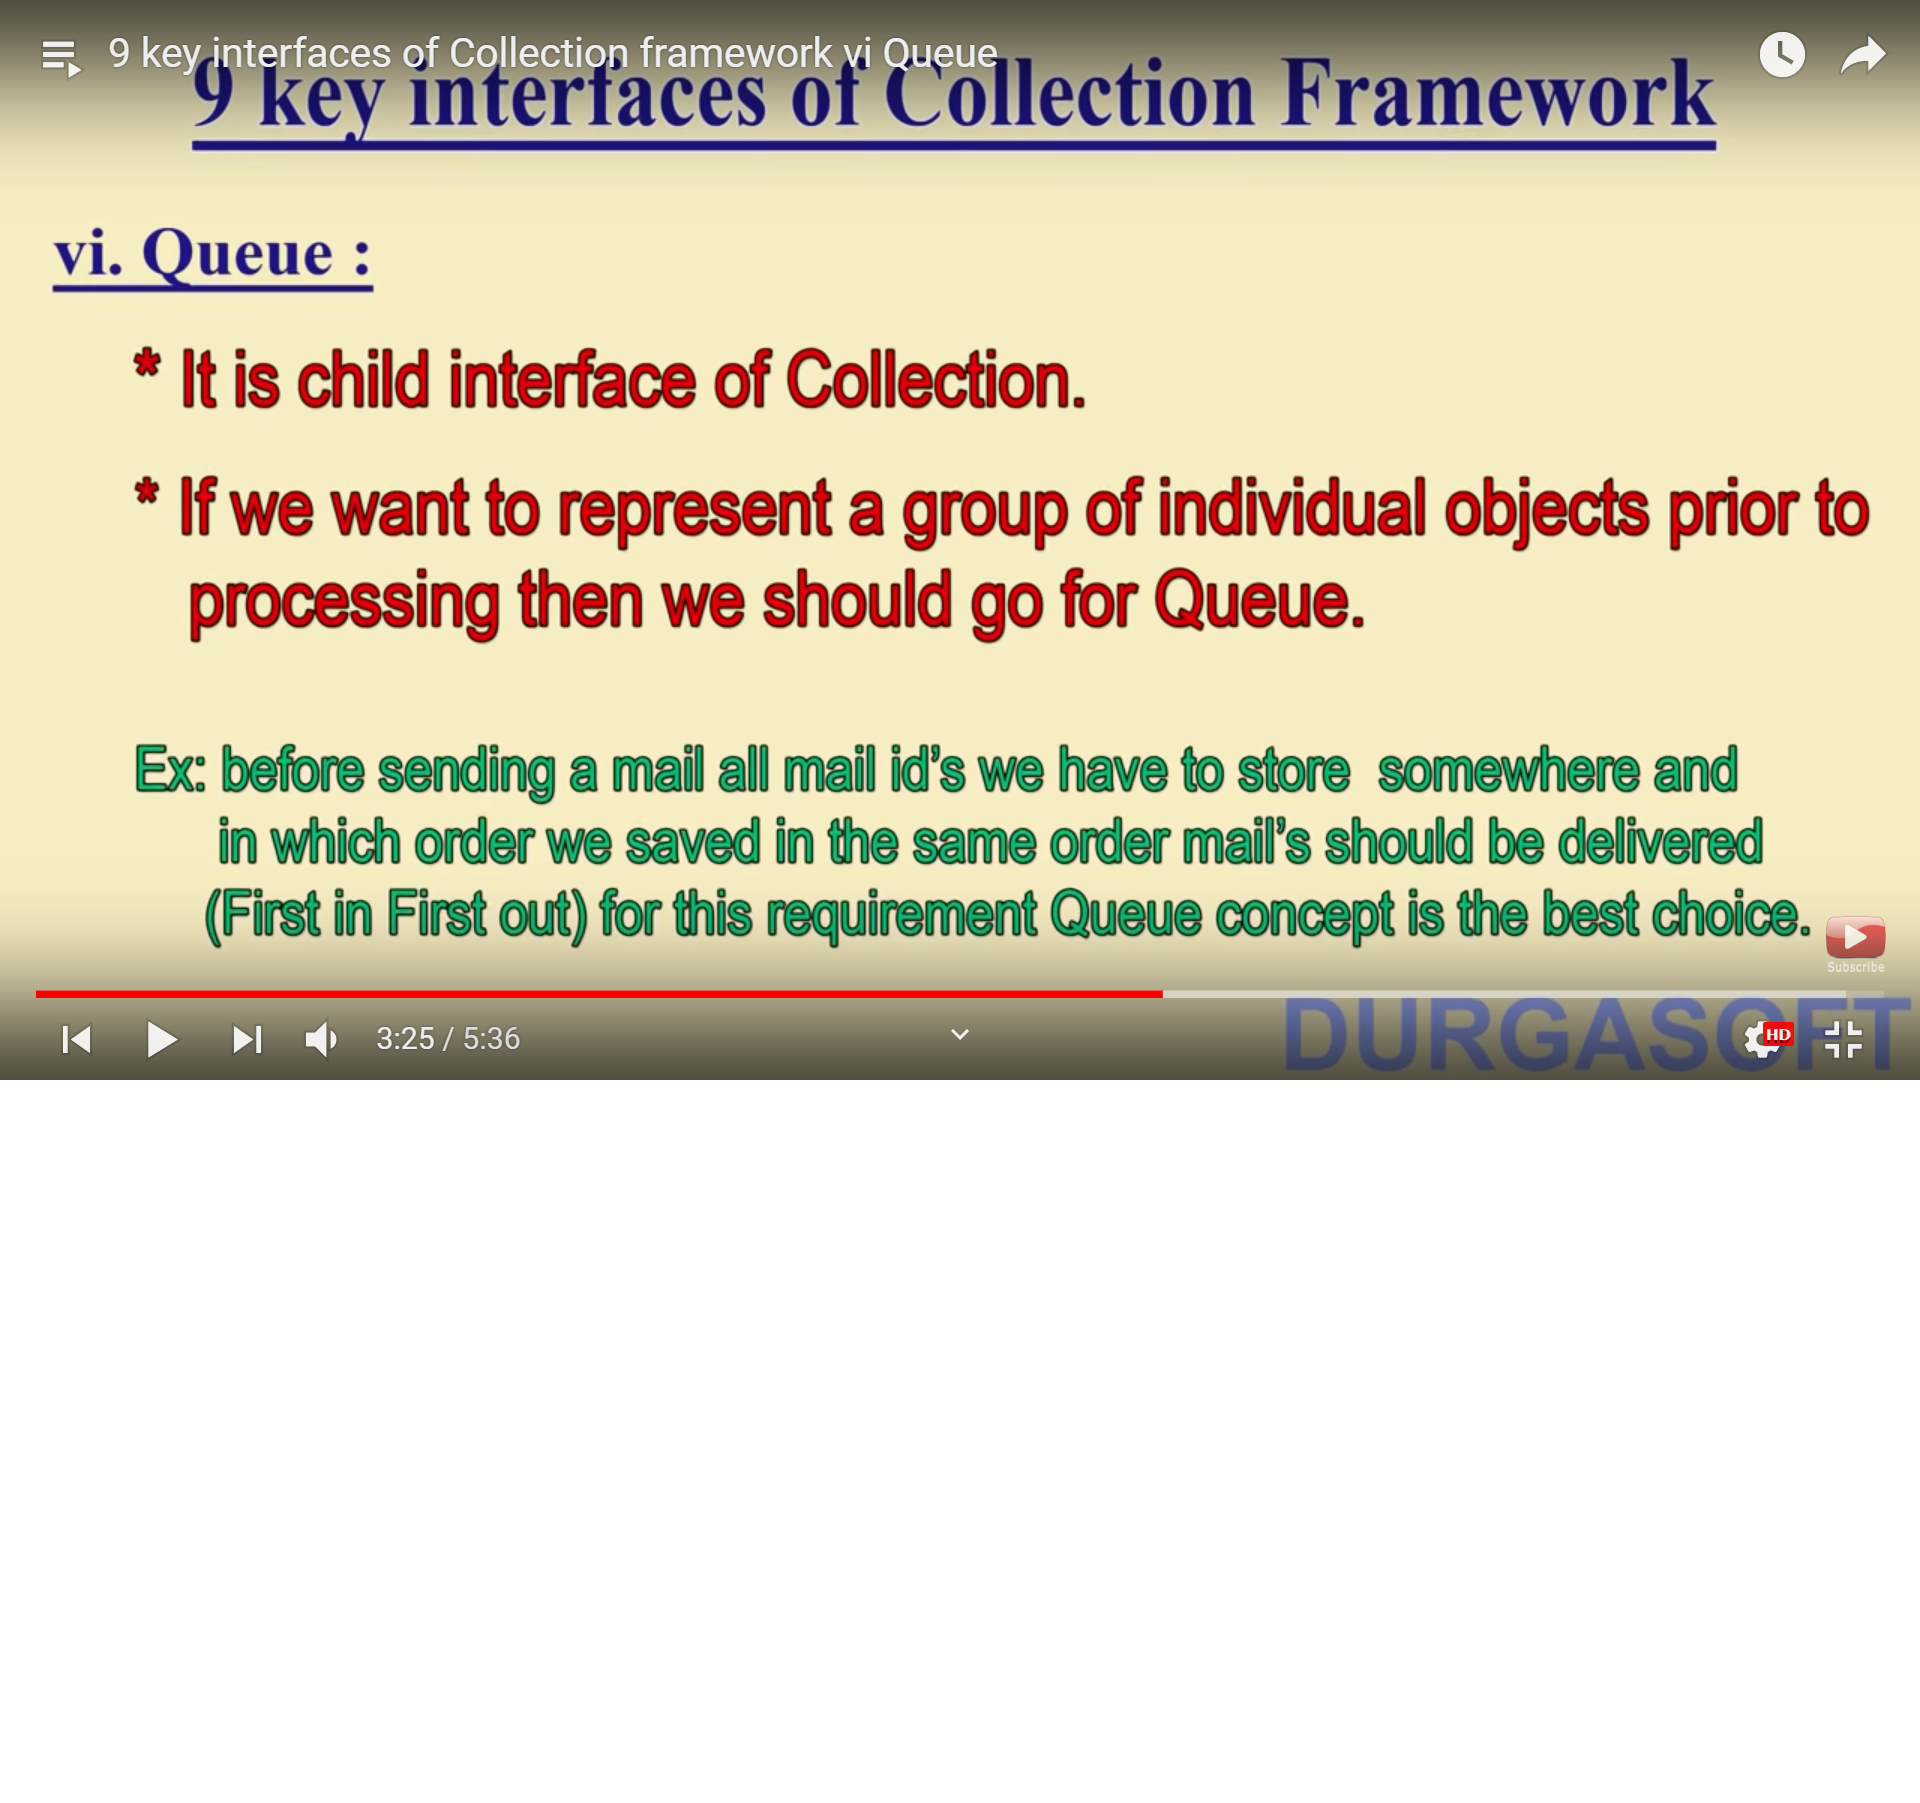 9 key interfaces of Collection framework vi Queue
9 key interfaces of Collection Framework
vi. Queue :
* It is child interface of Collection.
* If we want to represent a group of individual objects prior to
processing then we should go for Queue.
Ex: before sending a mail all mail id’s we have to store somewhere and
in which order we saved in the same order mail’s should be delivered
(First in First out) for this requirement Queue concept is the best choice.
Subscribe
3:25 / 5:36
DURGASOFT
HD